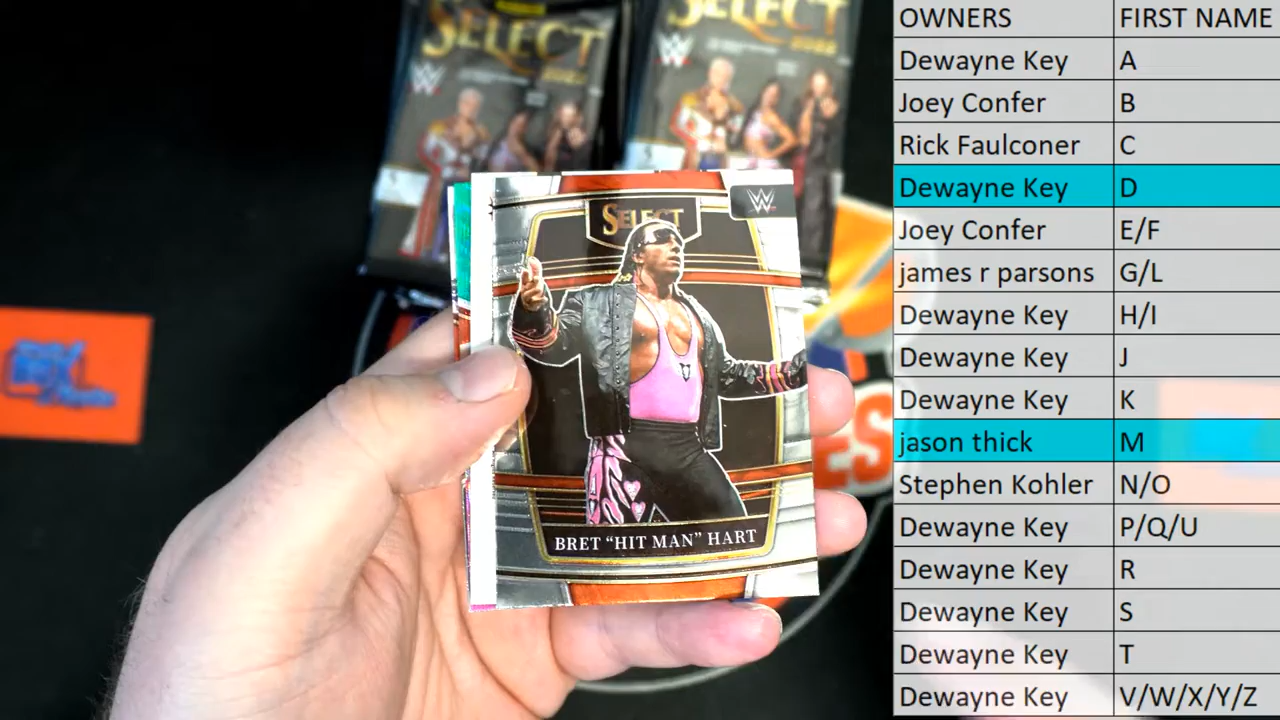 SELECT
2022
W
SELECT
2022
W
OWNERS FIRST NAME
Dewayne Key A
Joey Confer B
Rick Faulconer C
Dewayne Key D
Joey Confer E/F
james r parsons G/L
Dewayne Key H/I
Dewayne Key J
Dewayne Key K
jason thick M
Stephen Kohler N/O
Dewayne Key P/Q/U
Dewayne Key R
Dewayne Key S
Dewayne Key T
Dewayne Key V/W/X/Y/Z
SELECT
W
BRET “HIT MAN” HART